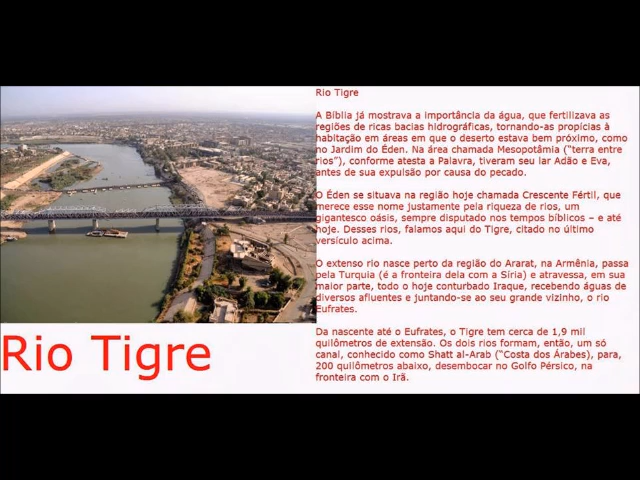 Rio Tigre
A Bíblia já mostrava a importância da água, que fertilizava as
regiões de ricas bacias hidrográficas, tornando-as propícias à
habitação em áreas em que o deserto estava bem próximo, como
no Jardim do Éden. Na área chamada Mesopotâmia (“terra entre
rios”), conforme atesta a Palavra, tiveram seu lar Adão e Eva,
antes de sua expulsão por causa do pecado.
O Éden se situava na região hoje chamada Crescente Fértil, que
merece esse nome justamente pela riqueza de rios, um
gigantesco oásis, sempre disputado nos tempos bíblicos – e até
hoje. Desses rios, falamos aqui do Tigre, citado no último
versículo acima.
O extenso rio nasce perto da região do Ararat, na Armênia, passa
pela Turquia (é a fronteira dela com a Síria) e atravessa, em sua
maior parte, todo o hoje conturbado Iraque, recebendo águas de
diversos afluentes e juntando-se ao seu grande vizinho, o rio
Eufrates.
Da nascente até o Eufrates, o Tigre tem cerca de 1,9 mil
quilômetros de extensão. Os dois rios formam, então, um só
canal, conhecido como Shatt al-Arab (“Costa dos Árabes), para,
200 quilômetros abaixo, desembocar no Golfo Pérsico, na
fronteira com o Irã.
Rio Tigre